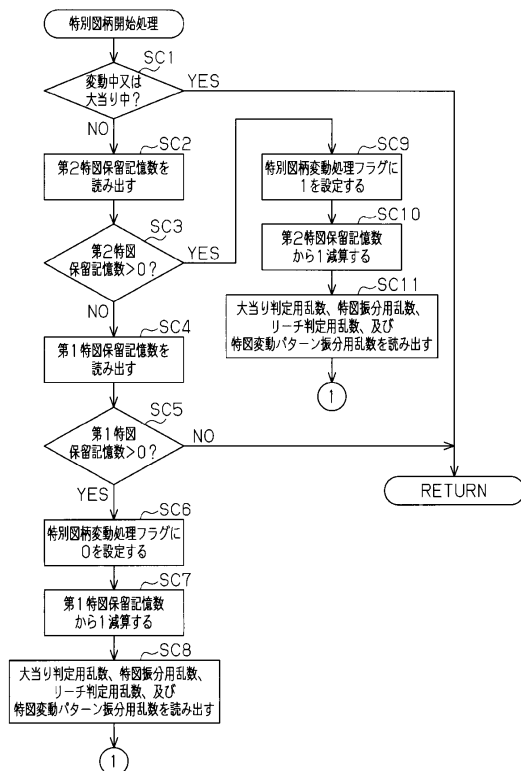 特別図柄開始処理
SC1
変動中又は
大当り中?
YES
NO
SC2
第2特図保留記憶数を
読み出す
SC3
第2特図
保留記憶数>0?
YES
NO
SC4
第1特図保留記憶数を
読み出す
SC5
第1特図
保留記憶数>0?
NO
YES
SC6
特別図柄変動処理フラグに
0を設定する
SC7
第1特図保留記憶数
から1減算する
SC8
大当り判定用乱数、特図振分用乱数、
リーチ判定用乱数、及び
特図変動パターン振分用乱数を読み出す
1
SC9
特別図柄変動処理フラグに
1を設定する
SC10
第2特図保留記憶数
から1減算する
SC11
大当り判定用乱数、特図振分用乱数、
リーチ判定用乱数、及び
特図変動パターン振分用乱数を読み出す
1
RETURN